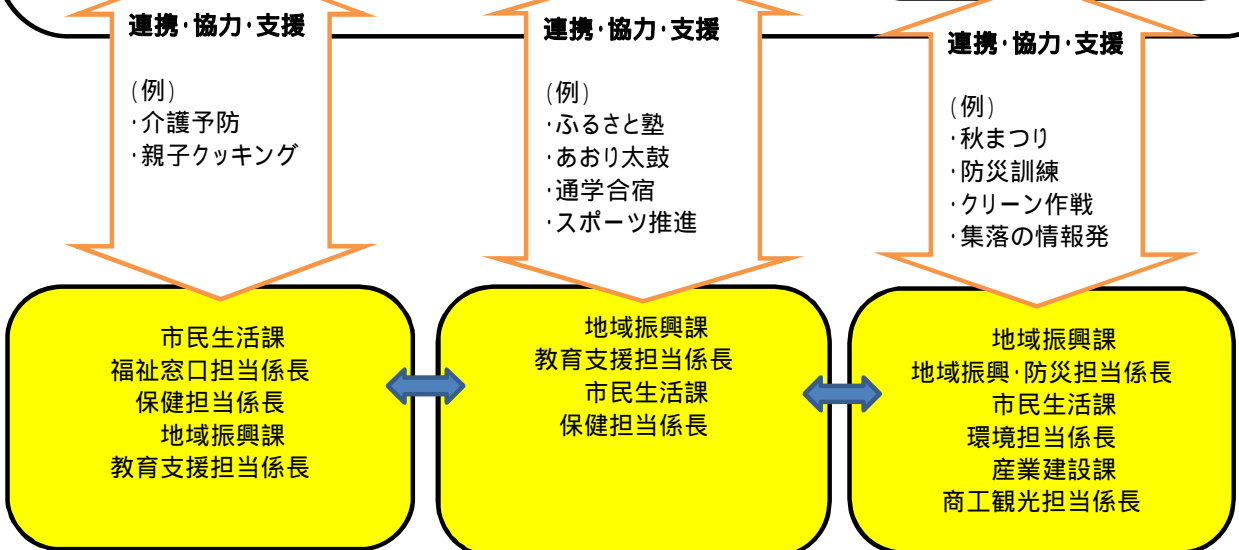 連携･協力･支援
(例)
･介護予防
･親子クッキング
連携･協力･支援
(例)
･ふるさと塾
･あおり太鼓
･通学合宿
･スポーツ推進
連携･協力･支援
(例)
･秋まつり
･防災訓練
･クリーン作戦
･集落の情報発
市民生活課
福祉窓口担当係長
保健担当係長
地域振興課
教育支援担当係長
地域振興課
教育支援担当係長
市民生活課
保健担当係長
地域振興課
地域振興･防災担当係長
市民生活課
環境担当係長
産業建設課
商工観光担当係長